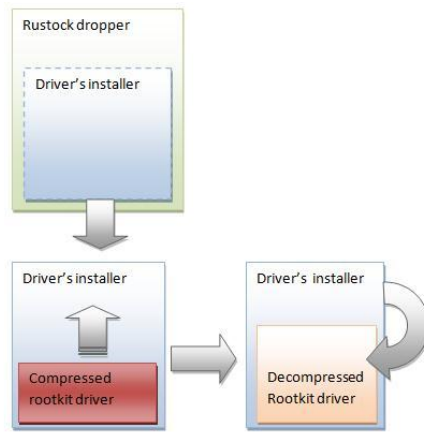 Rustock dropper
Driver's installer
Driver's installer
Compressed
rootkit driver
Driver's installer
Decompressed
Rootkit driver